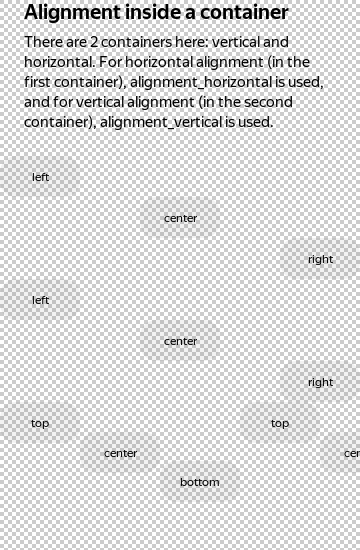 Alignment inside a container
There are 2 containers here: vertical and
horizontal. For horizontal alignment (in the
first container), alignment_horizontal is used,
and for vertical alignment (in the second
container), alignment_vertical is used.
left
center
right
left
center
right
top top
center cer
bottom